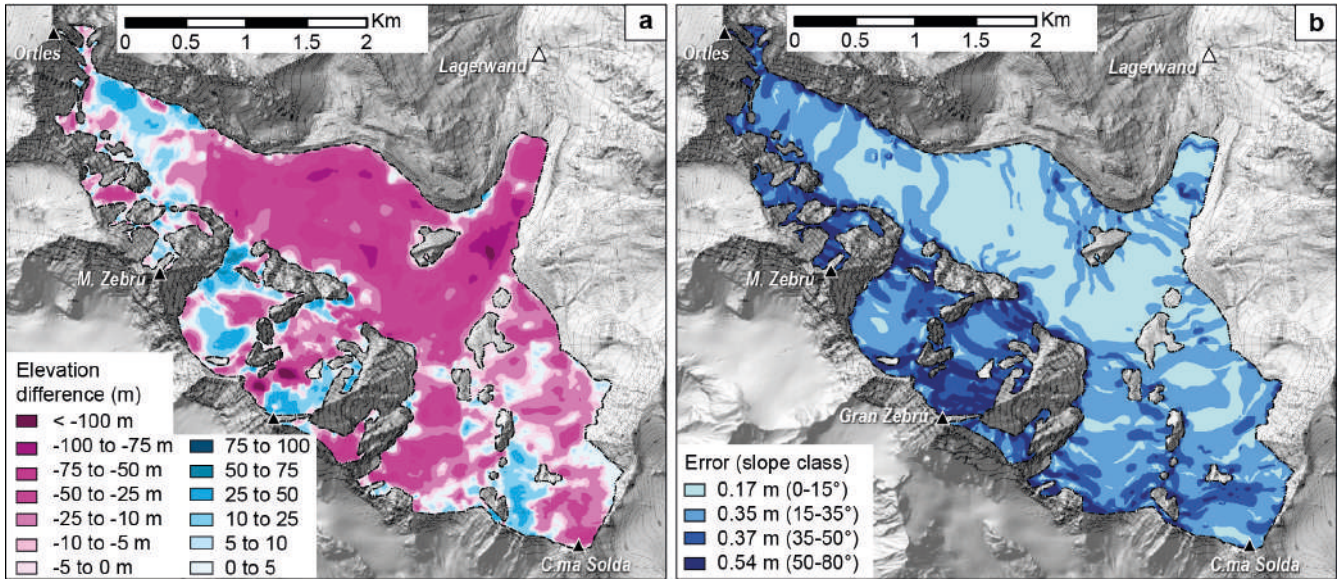 Km
0 0.5 1 1.5 2
a
Ortles
Lagerwand
M. Zebrù
Elevation
difference (m)
< -100 m
-100 to -75 m
-75 to -50 m
-50 to -25 m
-25 to -10 m
-10 to -5 m
-5 to 0 m
75 to 100
50 to 75
25 to 50
10 to 25
5 to 10
0 to 5
C.ma Solda
Km
0 0.5 1 1.5 2
b
Ortles
Lagerwand
M. Zebrù
Gran Zebrù
Error (slope class)
0.17 m (0-15°)
0.35 m (15-35°)
0.37 m (35-50°)
0.54 m (50-80°)
C.ma Solda